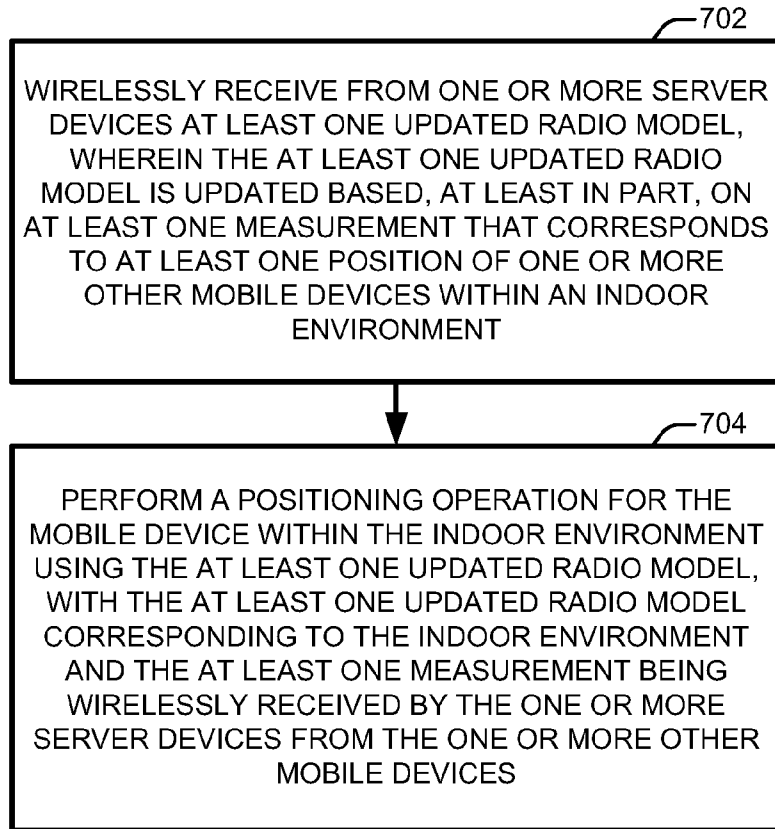 702
WIRELESSLY RECEIVE FROM ONE OR MORE SERVER
DEVICES AT LEAST ONE UPDATED RADIO MODEL,
WHEREIN THE AT LEAST ONE UPDATED RADIO
MODEL IS UPDATED BASED, AT LEAST IN PART, ON
AT LEAST ONE MEASUREMENT THAT CORRESPONDS
TO AT LEAST ONE POSITION OF ONE OR MORE
OTHER MOBILE DEVICES WITHIN AN INDOOR
ENVIRONMENT
704
PERFORM A POSITIONING OPERATION FOR THE
MOBILE DEVICE WITHIN THE INDOOR ENVIRONMENT
USING THE AT LEAST ONE UPDATED RADIO MODEL,
WITH THE AT LEAST ONE UPDATED RADIO MODEL
CORRESPONDING TO THE INDOOR ENVIRONMENT
AND THE AT LEAST ONE MEASUREMENT BEING
WIRELESSLY RECEIVED BY THE ONE OR MORE
SERVER DEVICES FROM THE ONE OR MORE OTHER
MOBILE DEVICES